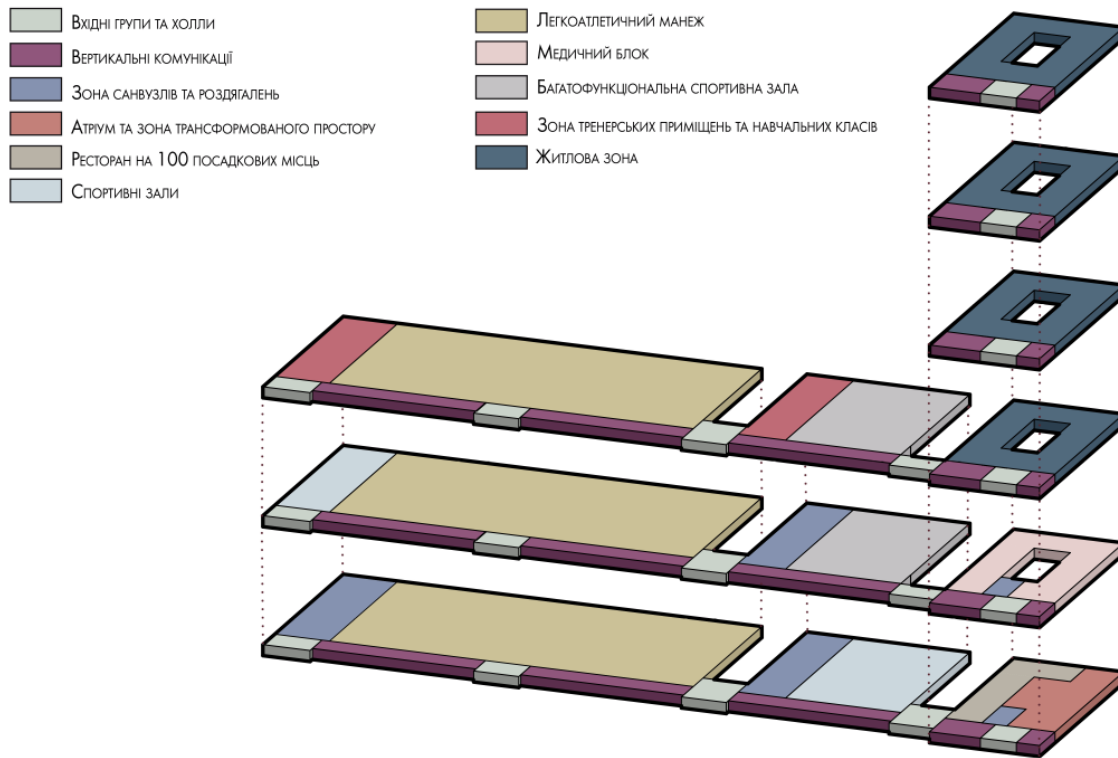 Вхідні групи та холли
Вертикальні комунікації
Зона санвузлів та роздягалень
Атріум та зона трансформованого простору
Ресторан на 100 посадкових місць
Спортивні зали
Легкоатлетичний манеж
Медичний блок
Багатофункціональна спортивна зала
Зона тренерських приміщень та навчальних класів
Житлова зона